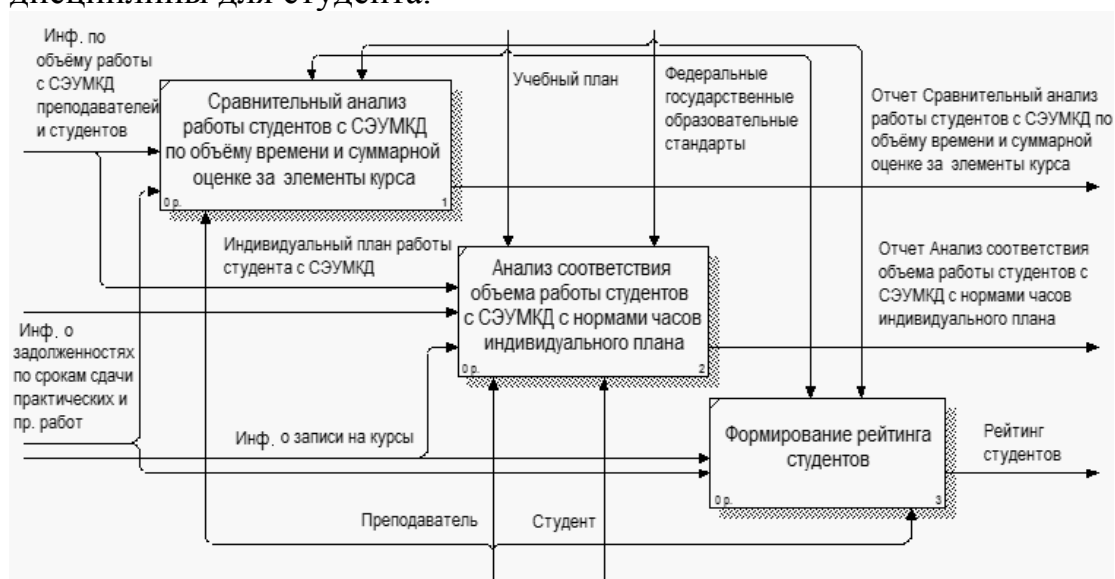 дисциплины для студента.
Инф. по
объёму работы
с СЭУМКД
преподавателей
и студентов
Сравнительный анализ
работы студентов с СЭУМКД
по объёму времени и суммарной
оценке за элементы курса
0 р.
1
Учебный план
Федеральные
государственные
образовательные
стандарты
Отчет Сравнительный анализ
работы студентов с СЭУМКД по
объёму времени и суммарной
оценке за элементы курса
Индивидуальный план работы
студента с СЭУМКД
Анализ соответствия
объема работы студентов
с СЭУМКД с нормами часов
индивидуального плана
0 р.
2
Отчет Анализ соответствия
объема работы студентов с
СЭУМКД с нормами часов
индивидуального плана
Инф. о
задолженностях
по срокам сдачи
практических и
пр. работ
Инф. о записи на курсы
Формирование рейтинга
студентов
0 р.
3
Рейтинг
студентов
Преподаватель
Студент